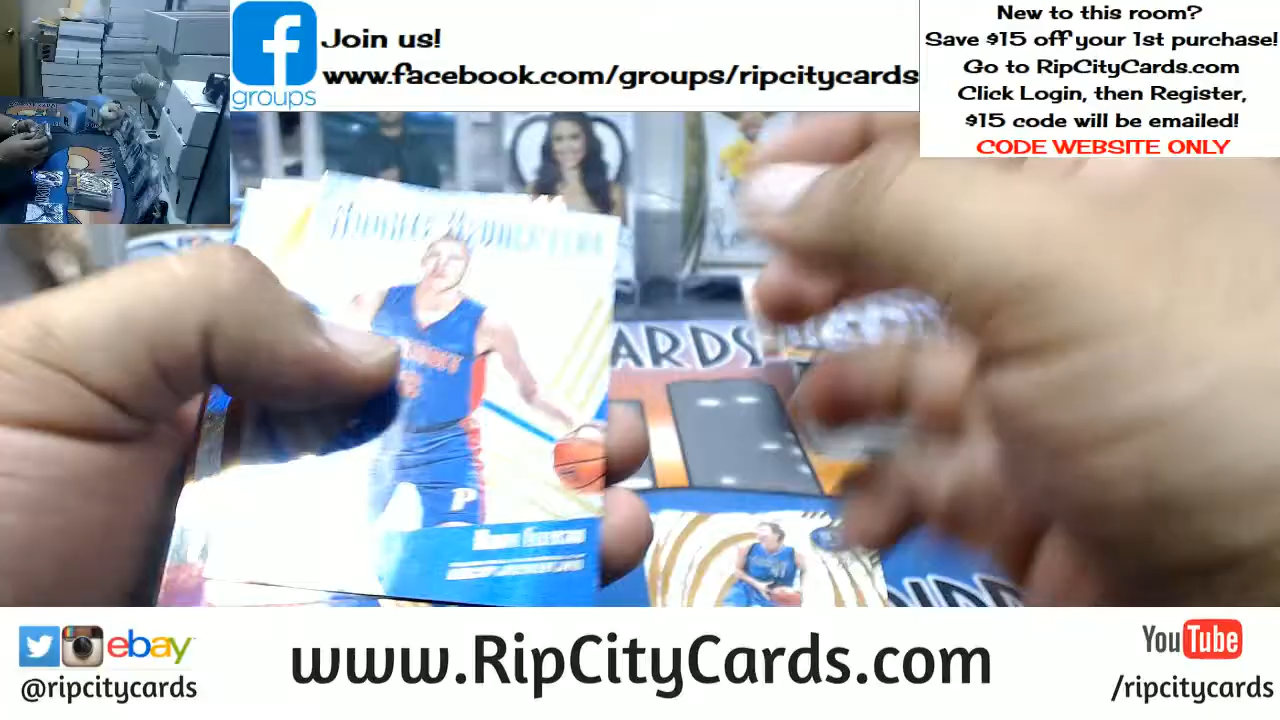 Join us!
www.facebook.com/groups/ripcitycards
groups
New to this room?
Save $15 off your 1st purchase!
Go to RipCityCards.com
Click Login, then Register,
$15 code will be emailed!
CODE WEBSITE ONLY
ARDS
P
ebay
@ripcitycards
www.RipCityCards.com
YouTube
/ripcitycards